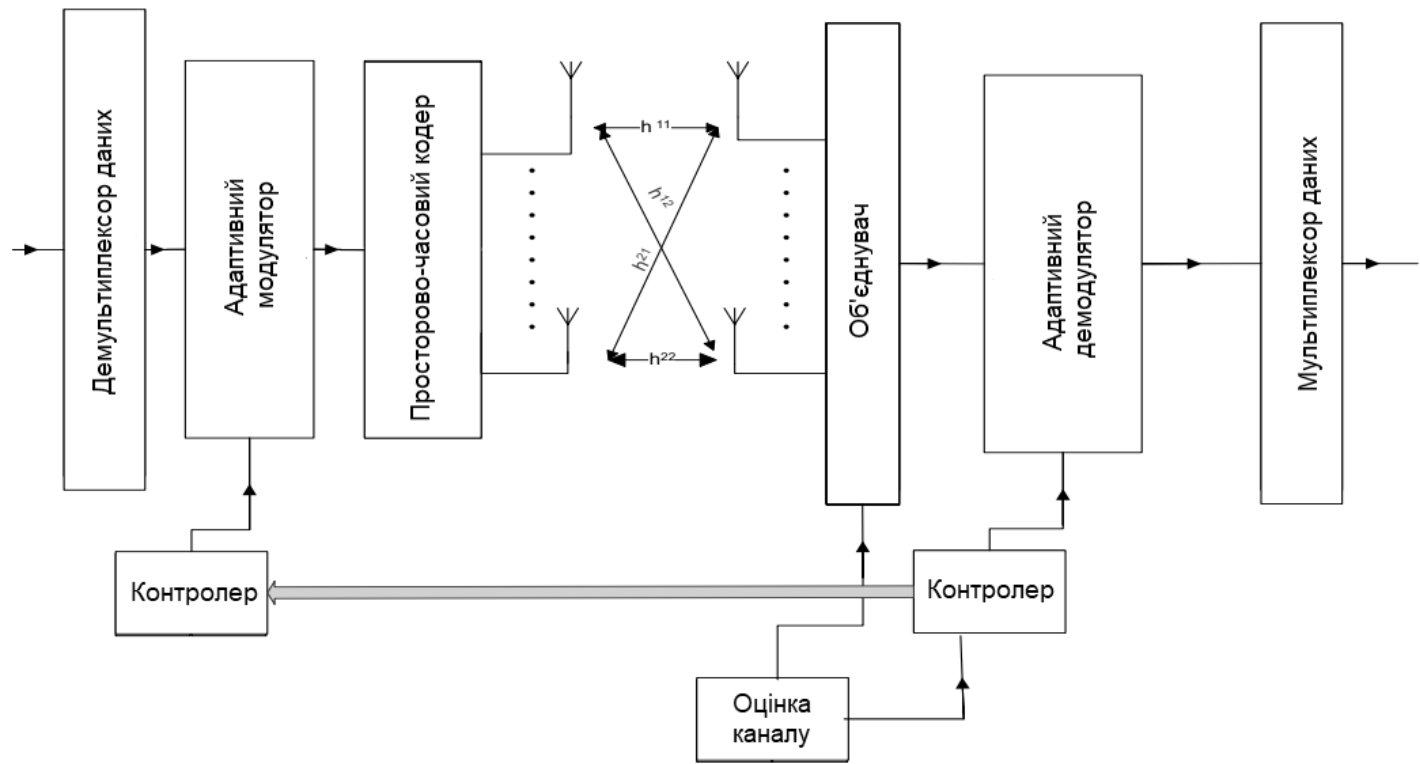 Демультиплексор даних
Адаптивний
модулятор
Просторово-часовий кодер
h 11
h12
h21
h22
Об'єднувач
Адаптивний
демодулятор
Мультиплексор даних
Контролер
Контролер
Оцінка
каналу